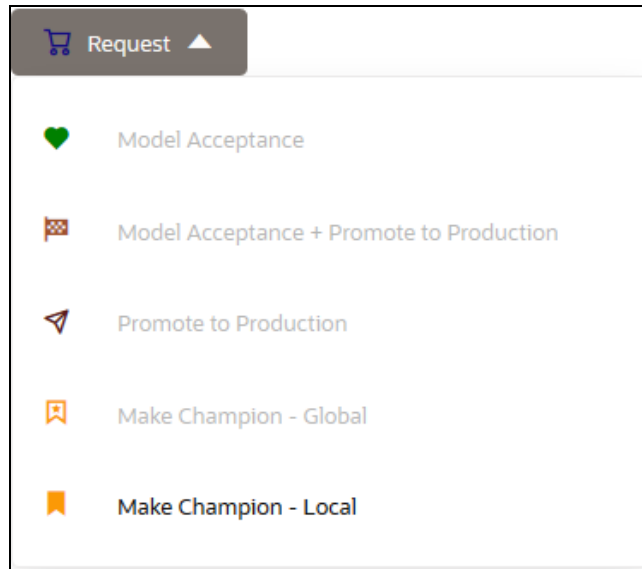 Request
Model Acceptance
Model Acceptance + Promote to Production
Promote to Production
Make Champion - Global
Make Champion - Local